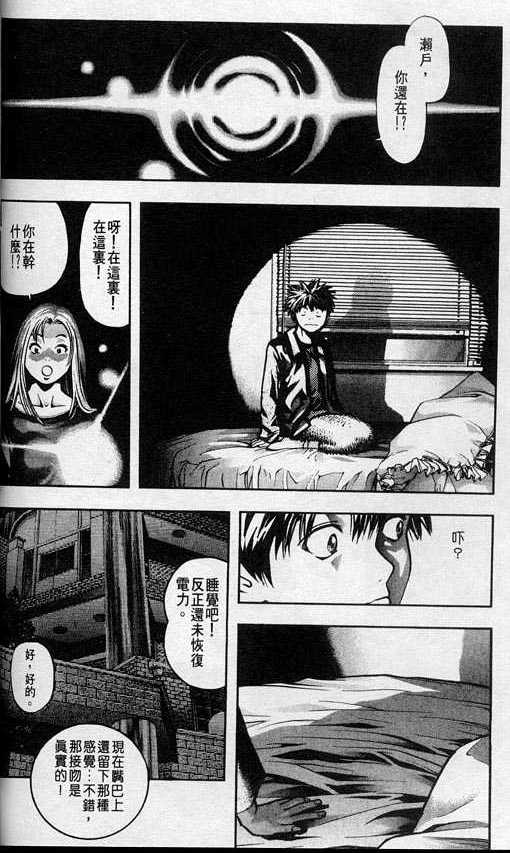 瀨戶，
你還在!?
呀！在這裏！
在這裏！
你在幹
什麼!?
吓？
睡覺吧！
反正還未恢復
電力。
好，好的。
現在嘴巴上
還留下那種
感覺…不錯，
那接吻是
眞實的！